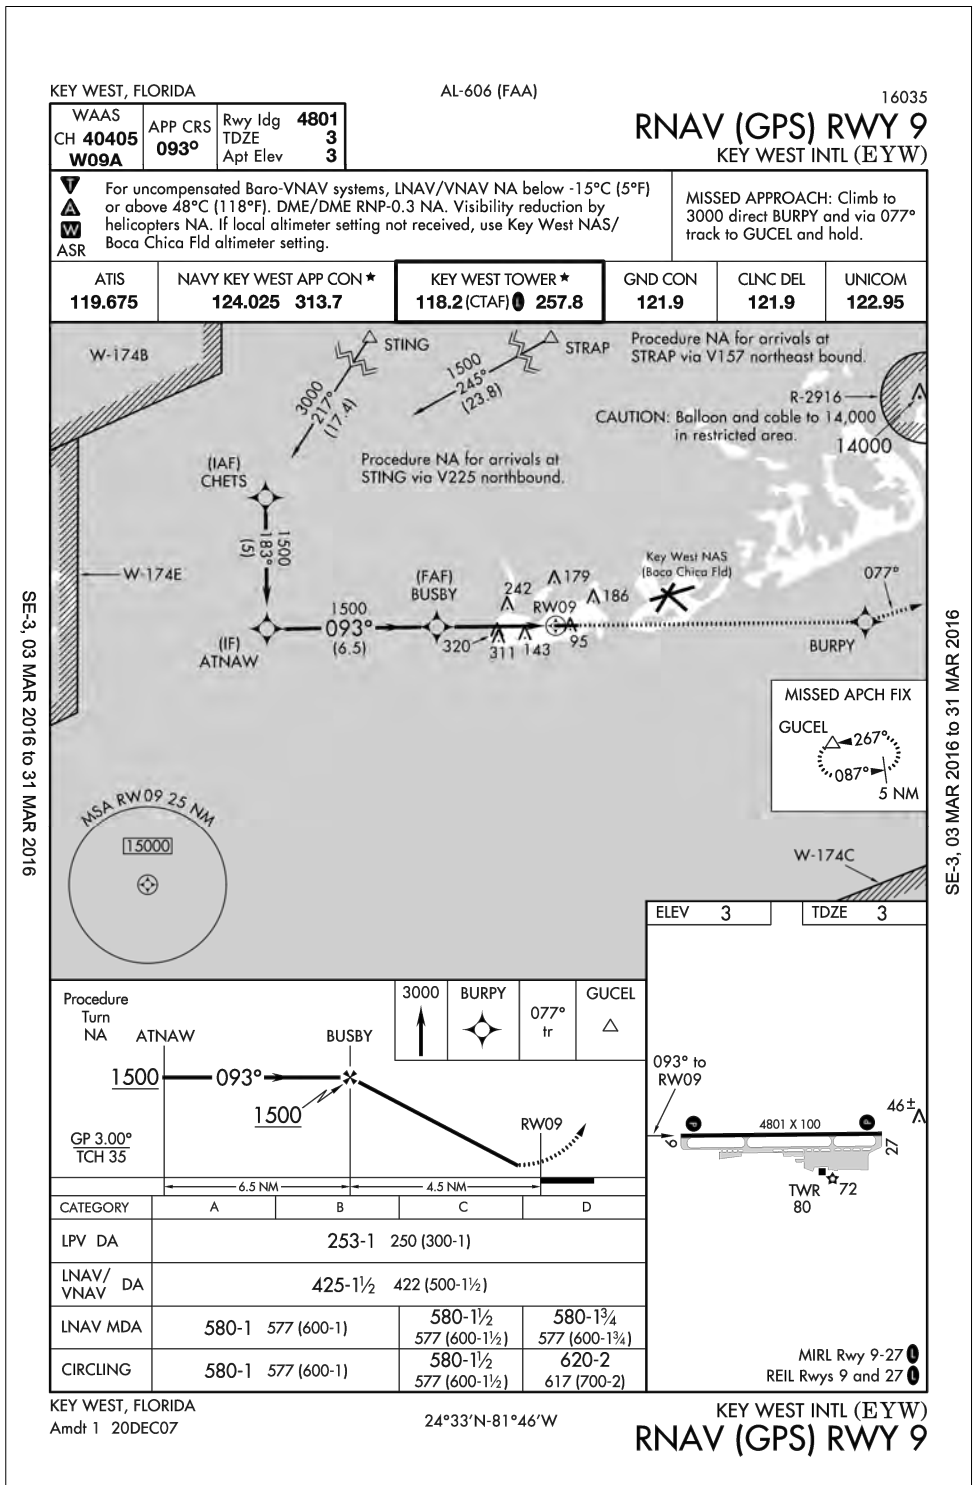 KEY WEST, FLORIDA
AL-606 (FAA)
16035
WAAS
CH 40405
W09A
APP CRS
093°
Rwy ldg 4801
TDZE 3
Apt Elev 3
RNAV (GPS) RWY 9
KEY WEST INTL (EYW)
T
A
W
ASR
For uncompensated Baro-VNAV systems, LNAV/VNAV NA below -15°C (5°F)
or above 48°C (118°F). DME/DME RNP-0.3 NA. Visibility reduction by
helicopters NA. If local altimeter setting not received, use Key West NAS/
Boca Chica Fld altimeter setting.
MISSED APPROACH: Climb to
3000 direct BURPY and via 077°
track to GUCEL and hold.
ATIS
119.675
NAVY KEY WEST APP CON ★
124.025 313.7
KEY WEST TOWER ★
118.2 (CTAF) L 257.8
GND CON
121.9
CLNC DEL
121.9
UNICOM
122.95
W-174B
STING
3000
217°
(17.4)
STRAP
1500
245°
(23.8)
Procedure NA for arrivals at
STRAP via V157 northeast bound.
R-2916
CAUTION: Balloon and cable to 14,000
in restricted area.
14000
Procedure NA for arrivals at
STING via V225 northbound.
(IAF)
CHETS
1500
183°
(5)
W-174E
(IF)
ATNAW
1500
093°
(6.5)
(FAF)
BUSBY
242
179
186
RW09
320
311
143
95
Key West NAS
(Boca Chica Fld)
077°
BURPY
MISSED APCH FIX
GUCEL
267°
087°
5 NM
MSA RW09 25 NM
15000
W-174C
SE-3, 03 MAR 2016 to 31 MAR 2016
SE-3, 03 MAR 2016 to 31 MAR 2016
ELEV 3
TDZE 3
093° to
RW09
46±
P
P
4801 X 100
9
27
TWR
80
72
MIRL Rwy 9-27 L
REIL Rwys 9 and 27 L
Procedure
Turn
NA
ATNAW
BUSBY
3000
BURPY
077°
tr
GUCEL
1500
093°
1500
RW09
GP 3.00°
TCH 35
6.5 NM
4.5 NM
CATEGORY A B C D
LPV DA 253-1 250 (300-1)
LNAV/
VNAV DA 425-1½ 422 (500-1½)
LNAV MDA 580-1 577 (600-1) 580-1½ 580-1¾
577 (600-1½) 577 (600-1¾)
CIRCLING 580-1 577 (600-1) 580-1½ 620-2
577 (600-1½) 617 (700-2)
KEY WEST, FLORIDA
Amdt 1 20DEC07
24°33'N-81°46'W
KEY WEST INTL (EYW)
RNAV (GPS) RWY 9